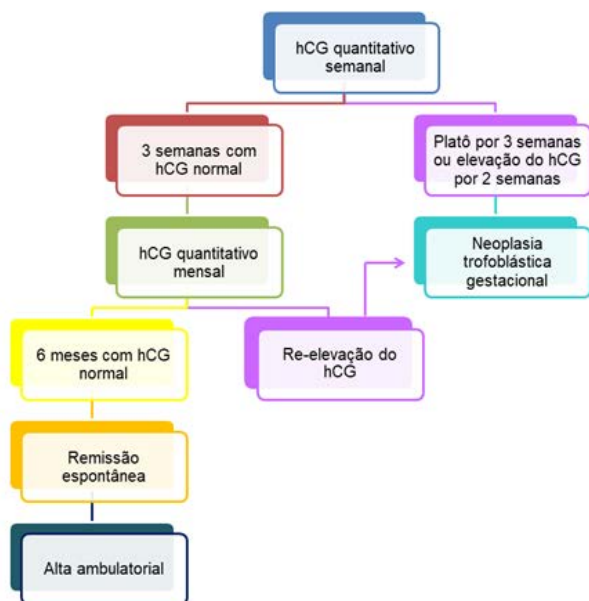 hCG quantitativo
semanal
3 semanas com
hCG normal
Platô por 3 semanas
ou elevação do hCG
por 2 semanas
hCG quantitativo
mensal
Neoplasia
trofoblástica
gestacional
6 meses com hCG
normal
Re-elevação do
hCG
Remissão
espontânea
Alta ambulatorial